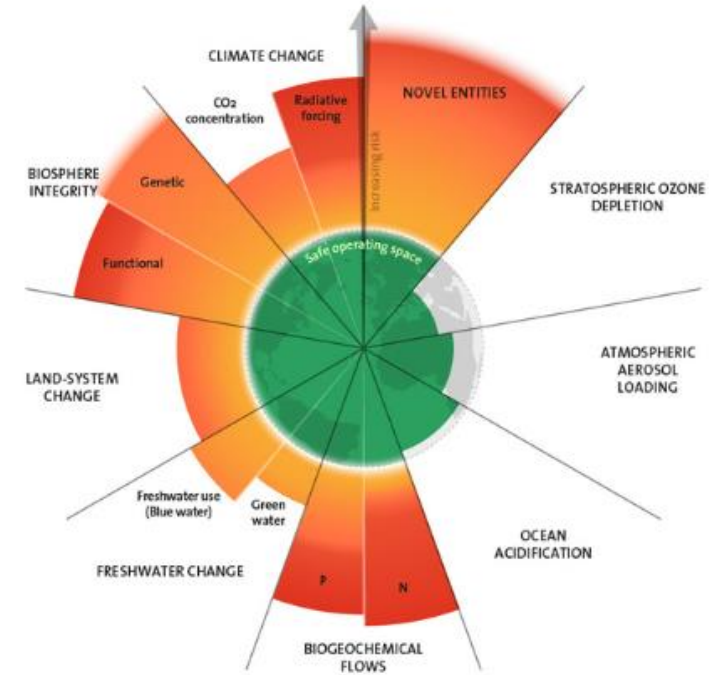 CLIMATE CHANGE
CO2
concentration
Radiative
forcing
NOVEL ENTITIES
Increasing risk
BIOSPHERE
INTEGRITY
Genetic
STRATOSPHERIC OZONE
DEPLETION
Functional
Safe operating space
ATMOSPHERIC
AEROSOL
LOADING
LAND-SYSTEM
CHANGE
Freshwater use
(Blue water)
Green
water
OCEAN
ACIDIFICATION
FRESHWATER CHANGE
P
N
BIOGEOCHEMICAL
FLOWS